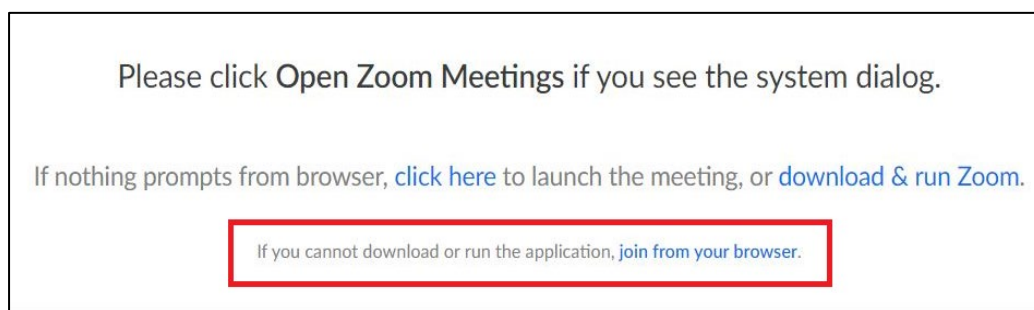 Please click Open Zoom Meetings if you see the system dialog.
If nothing prompts from browser, click here to launch the meeting, or download & run Zoom.
If you cannot download or run the application, join from your browser.